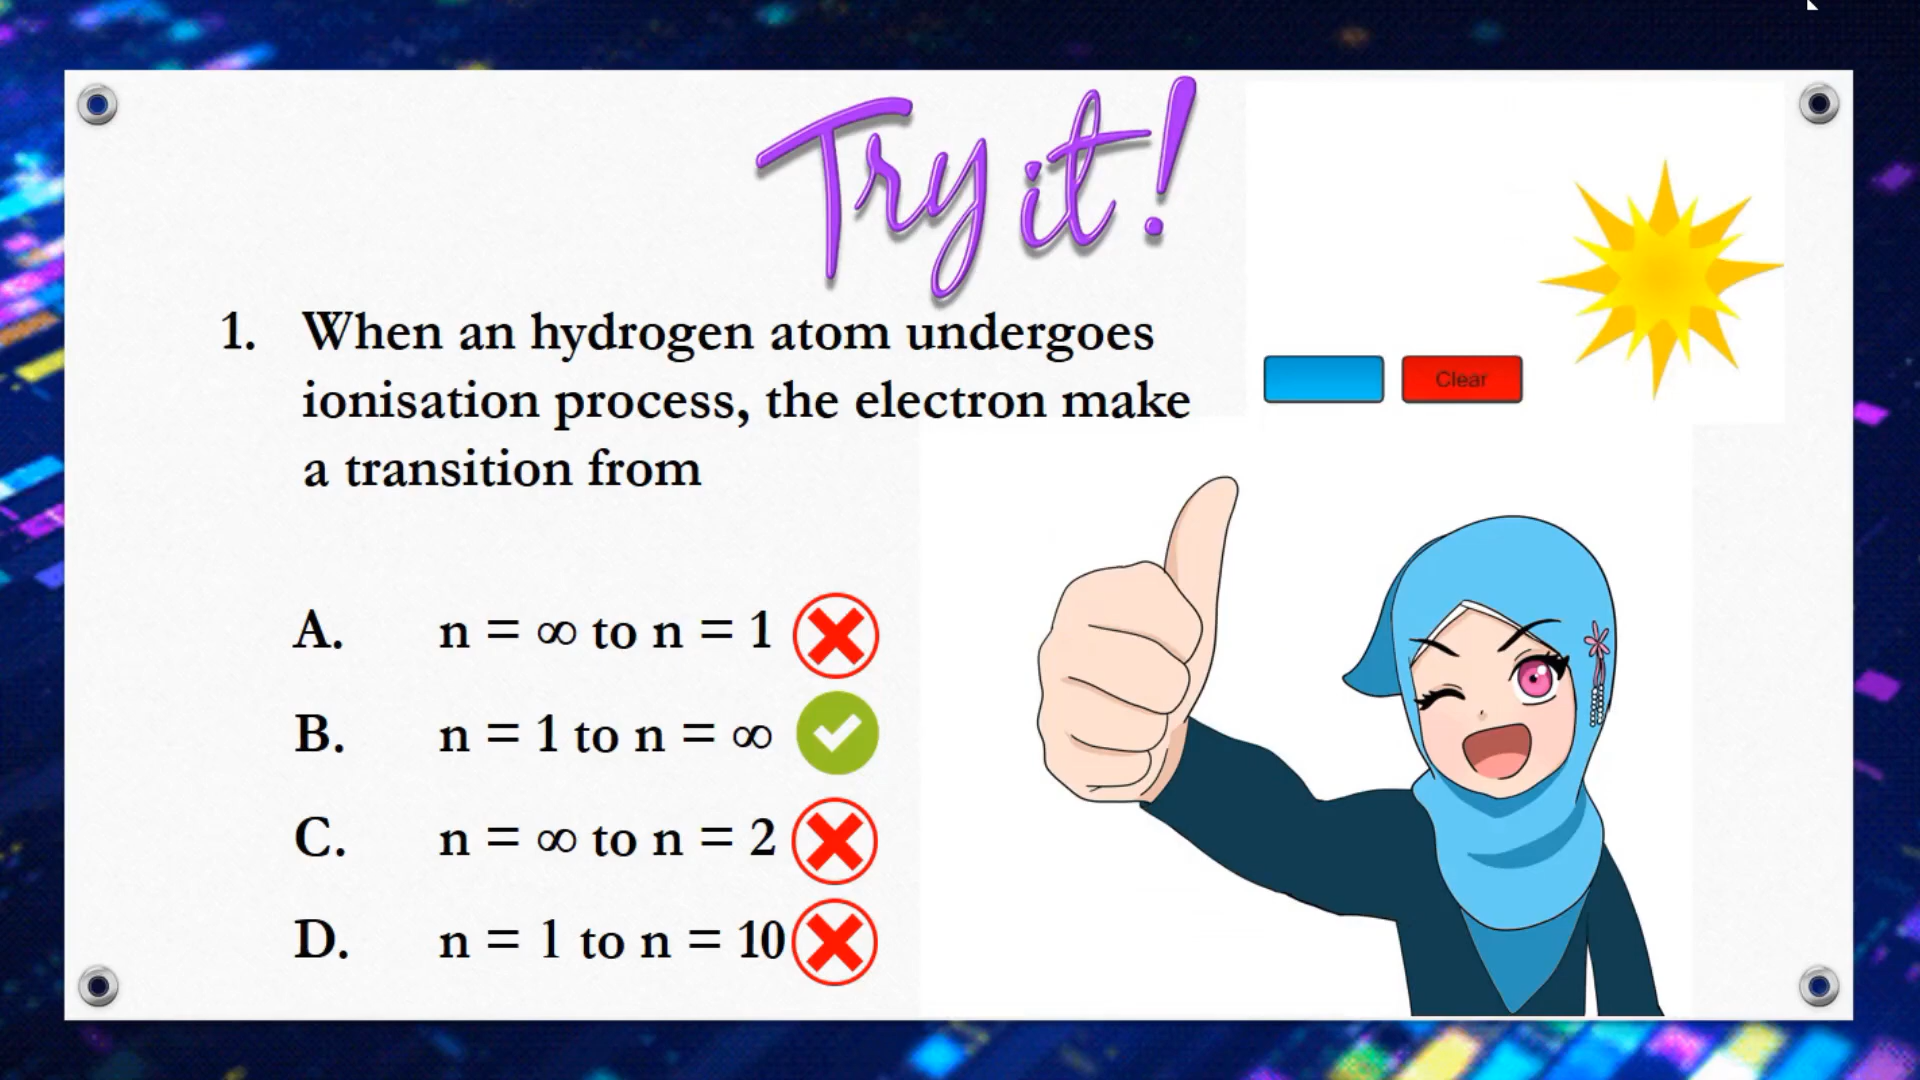 Try it!
1. When an hydrogen atom undergoes
ionisation process, the electron make
a transition from
Clear
A. n = ∞ to n = 1
B. n = 1 to n = ∞
C. n = ∞ to n = 2
D. n = 1 to n = 10